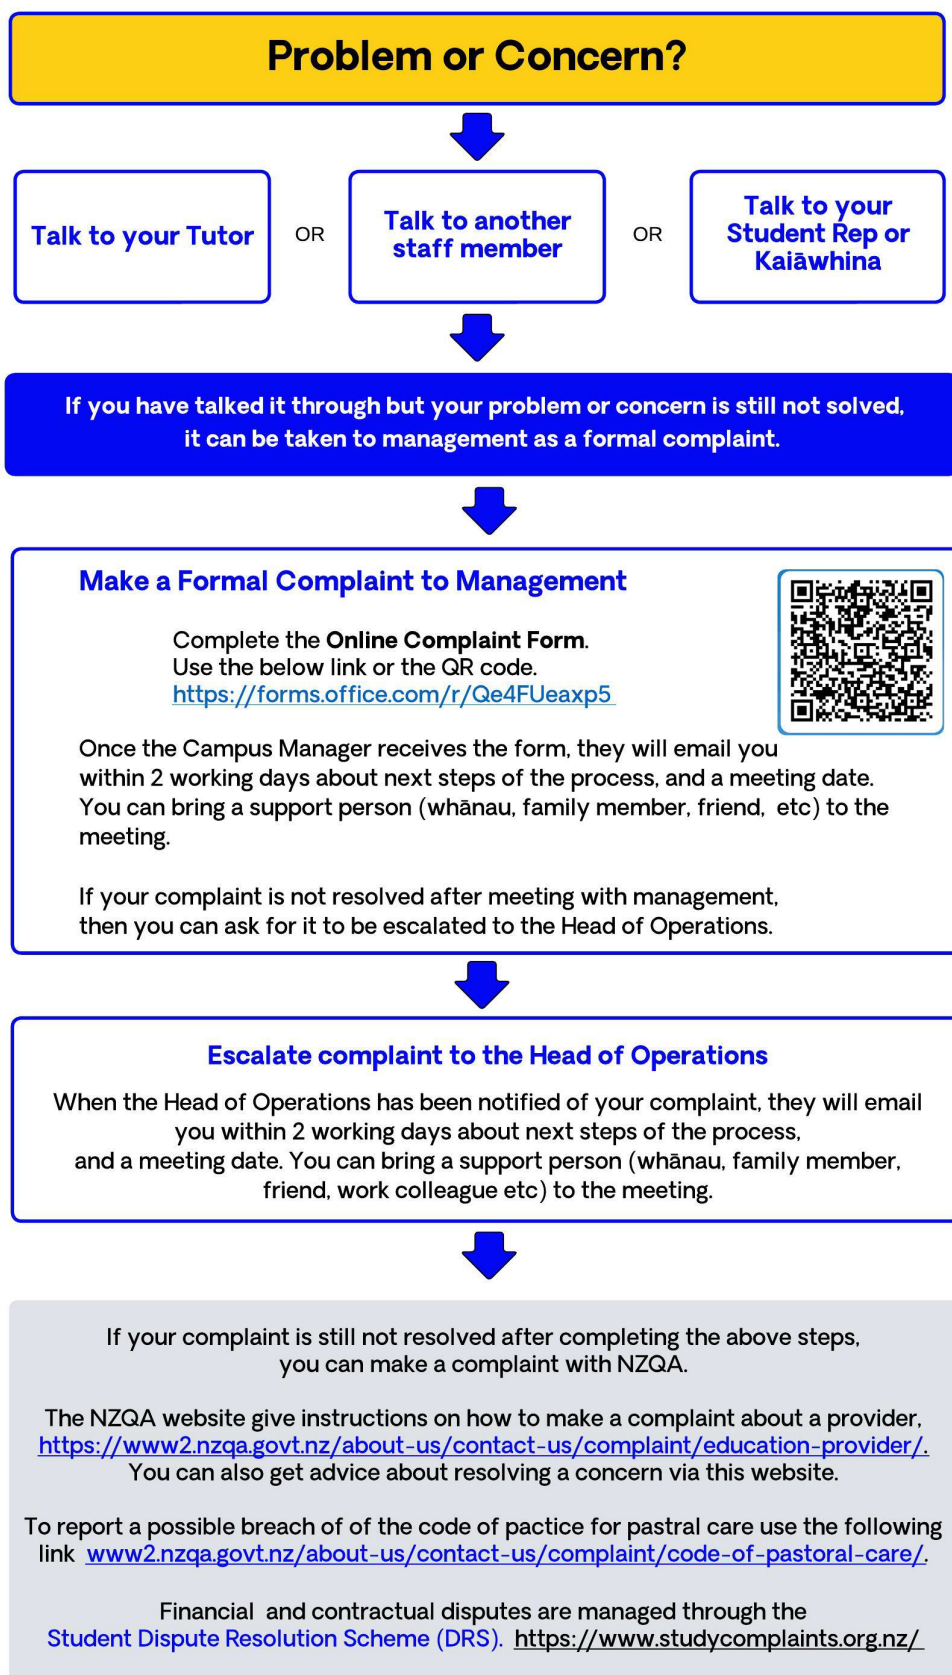 Problem or Concern?
Talk to your Tutor
OR
Talk to another
staff member
OR
Talk to your
Student Rep or
Kaiāwhina
If you have talked it through but your problem or concern is still not solved,
it can be taken to management as a formal complaint.
Make a Formal Complaint to Management
Complete the Online Complaint Form.
Use the below link or the QR code.
https://forms.office.com/r/Qe4FUeaxp5
Once the Campus Manager receives the form, they will email you
within 2 working days about next steps of the process, and a meeting date.
You can bring a support person (whānau, family member, friend, etc) to the
meeting.
If your complaint is not resolved after meeting with management,
then you can ask for it to be escalated to the Head of Operations.
Escalate complaint to the Head of Operations
When the Head of Operations has been notified of your complaint, they will email
you within 2 working days about next steps of the process,
and a meeting date. You can bring a support person (whānau, family member,
friend, work colleague etc) to the meeting.
If your complaint is still not resolved after completing the above steps,
you can make a complaint with NZQA.
The NZQA website give instructions on how to make a complaint about a provider,
https://www2.nzqa.govt.nz/about-us/contact-us/complaint/education-provider/.
You can also get advice about resolving a concern via this website.
To report a possible breach of of the code of pactice for pastral care use the following
link www2.nzqa.govt.nz/about-us/contact-us/complaint/code-of-pastoral-care/.
Financial and contractual disputes are managed through the
Student Dispute Resolution Scheme (DRS). https://www.studycomplaints.org.nz/